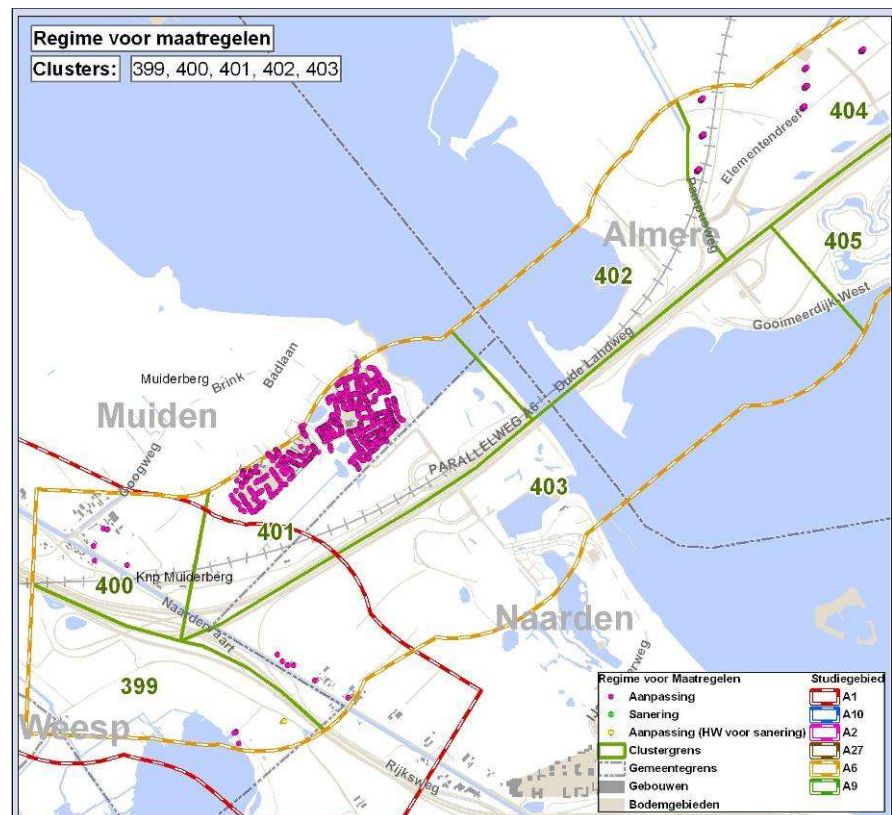 Regime voor maatregelen
Clusters: 399, 400, 401, 402, 403
404
Elementendreef
Pampusweg
Almere
405
402
Gooimeerdijk-West
Oude Landweg
Muiderberg
Brink
Badlaan
Muiden
PARALLELWEG A6
Googweg
403
401
400
Knp Muiderberg
Naardervaart
Naarden
399
Weesp
Rijksweg
Regime voor Maatregelen
Studiegebied
Aanpassing
A1
Sanering
A10
Aanpassing (HW voor sanering)
A2
Clustergrens
A27
Gemeentegrens
A6
Gebouwen
A9
Bodemgebieden